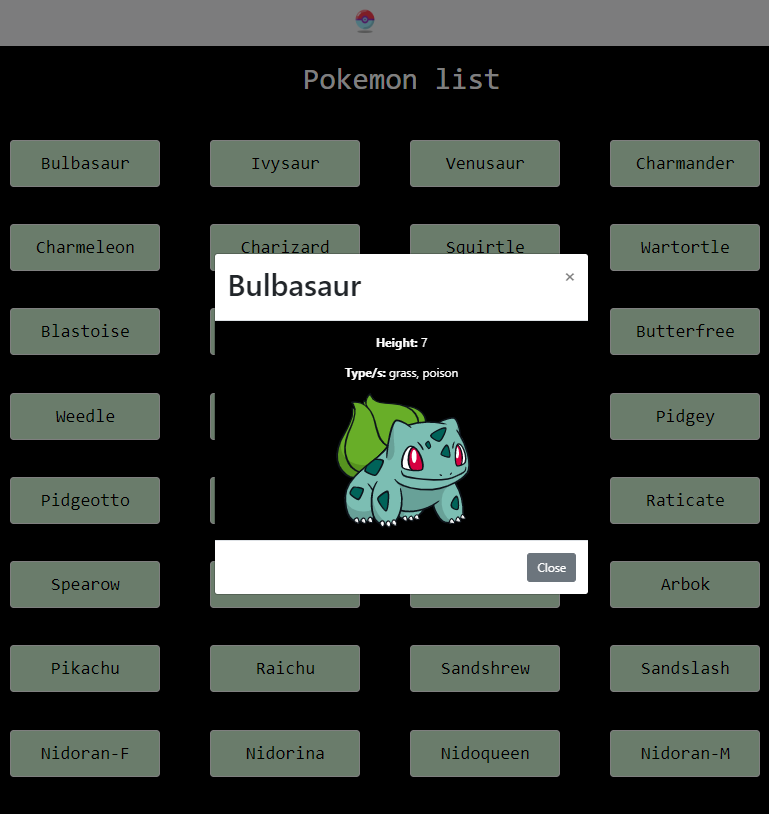 Pokemon list
Bulbasaur Ivysaur Venusaur Charmander
Charmeleon Charizard Squirtle Wartortle
Bulbasaur ×
Blastoise Butterfree
Height: 7
Type/s: grass, poison
Weedle Pidgey
Pidgeotto Raticate
Close
Spearow Arbok
Pikachu Raichu Sandshrew Sandslash
Nidoran-F Nidorina Nidoqueen Nidoran-M